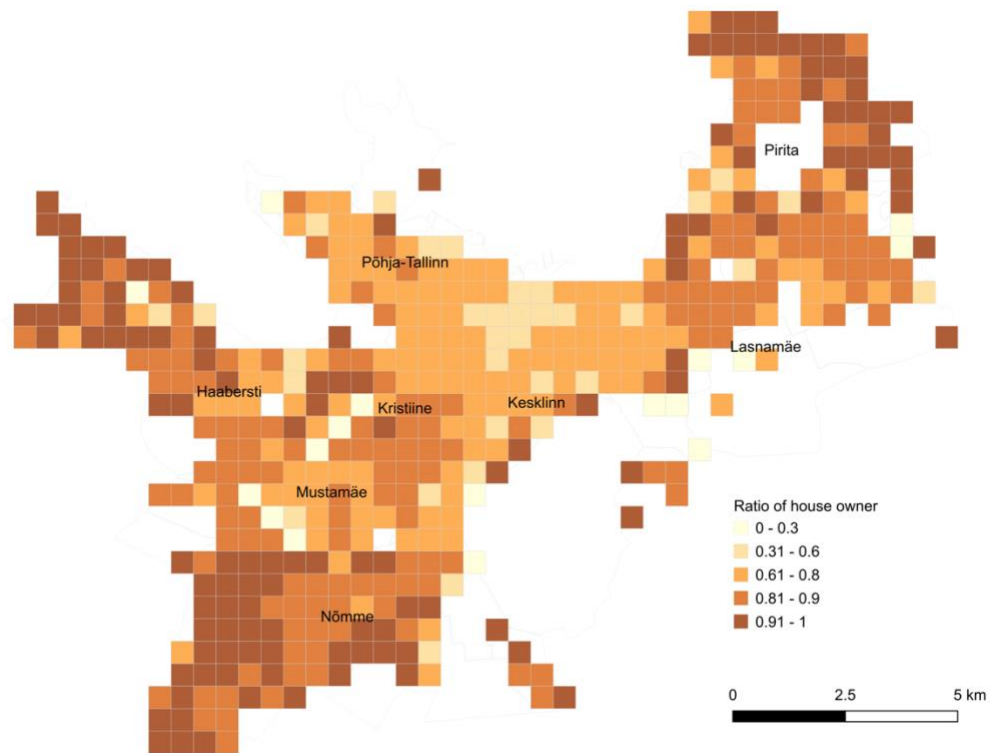 Pirita
Põhja-Tallinn
Lasnamäe
Haabersti
Kristiine
Kesklinn
Mustamäe
Nõmme
Ratio of house owner
0 - 0.3
0.31 - 0.6
0.61 - 0.8
0.81 - 0.9
0.91 - 1
0 2.5 5 km